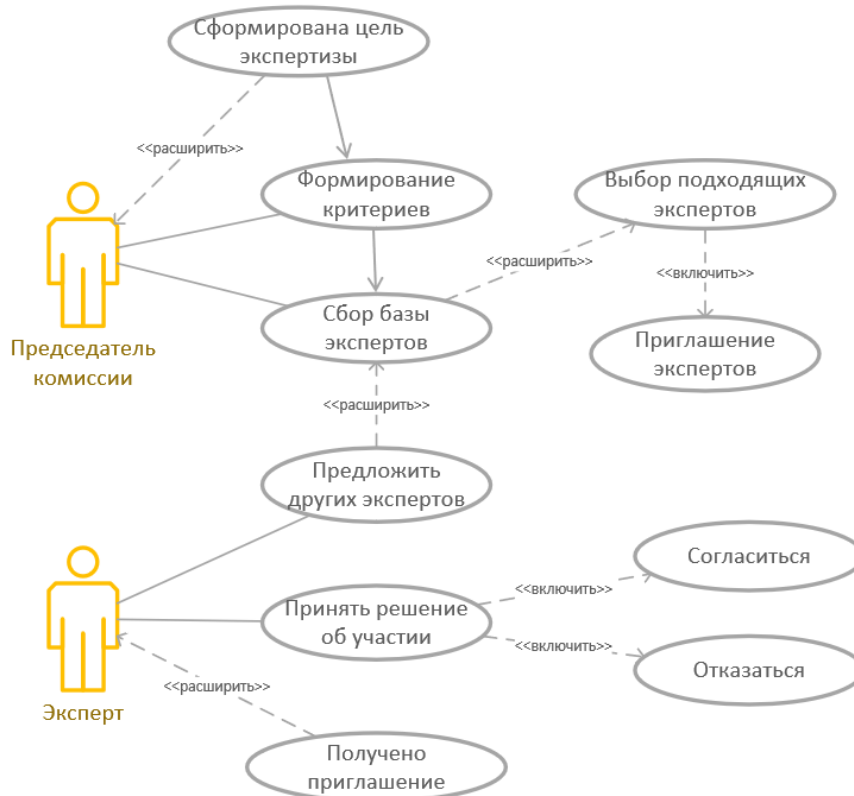 Сформирована цель
экспертизы
<<расширить>>
Формирование
критериев
Выбор подходящих
экспертов
<<расширить>>
<<включить>>
Председатель
комиссии
Сбор базы
экспертов
Приглашение
экспертов
<<расширить>>
Предложить
других экспертов
Согласиться
<<включить>>
Принять решение
об участии
<<включить>>
Отказаться
<<расширить>>
Эксперт
Получено
приглашение